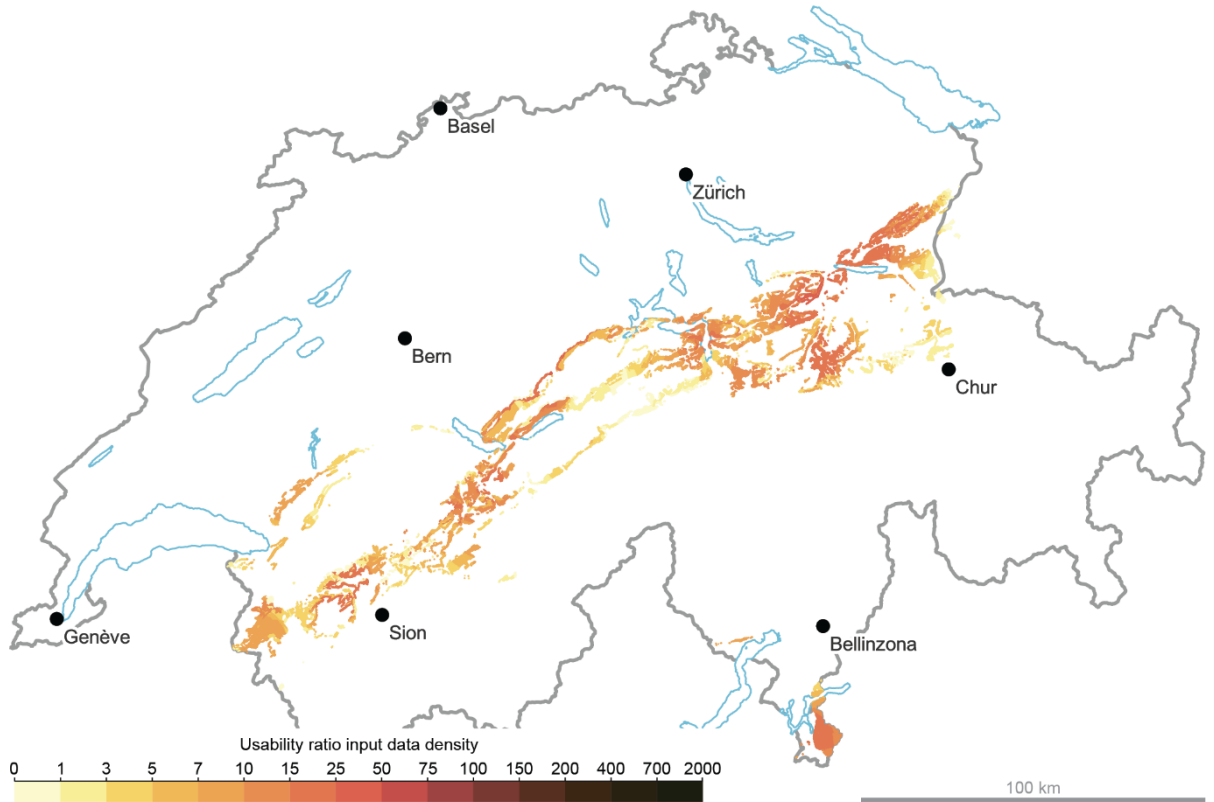 Basel
Zürich
Bern
Chur
Genève
Sion
Bellinzona
Usability ratio input data density
0 1 3 5 7 10 15 25 50 75 100 150 200 400 700 2000
100 km